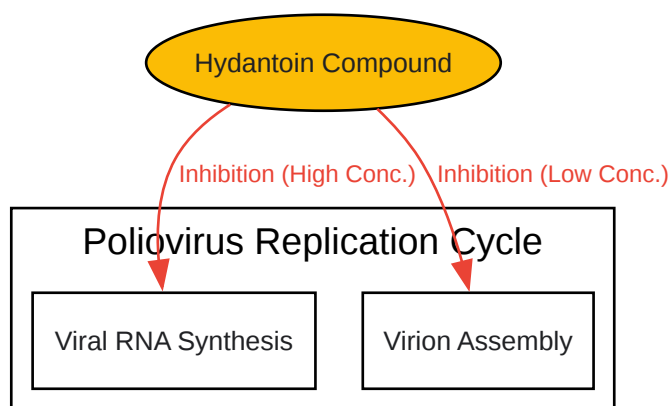 Hydantoin Compound
Inhibition (High Conc.)
Inhibition (Low Conc.)
Poliovirus Replication Cycle
Viral RNA Synthesis
Virion Assembly